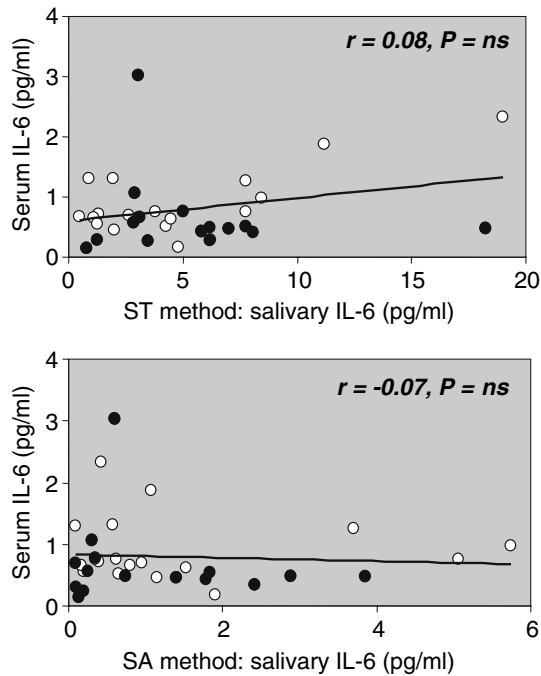 4
r = 0.08, P = ns
3
2
1
0
Serum IL-6 (pg/ml)
0 5 10 15 20
ST method: salivary IL-6 (pg/ml)
4
r = -0.07, P = ns
3
2
1
0
Serum IL-6 (pg/ml)
0 2 4 6
SA method: salivary IL-6 (pg/ml)